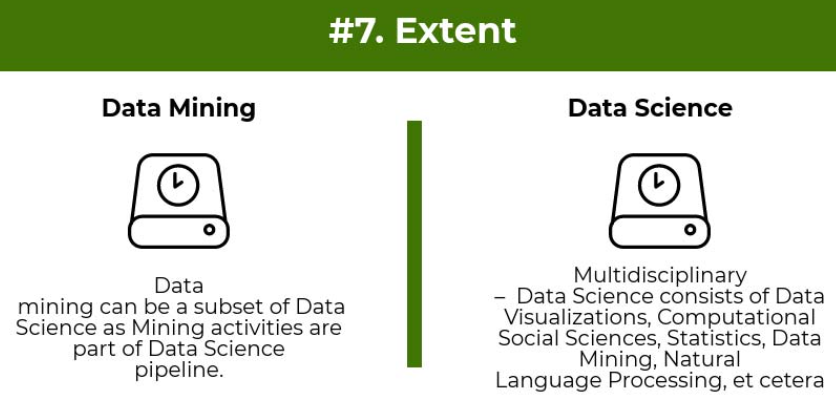 #7. Extent
Data Mining
Data
mining can be a subset of Data
Science as Mining activities are
part of Data Science
pipeline.
Data Science
Multidisciplinary
– Data Science consists of Data
Visualizations, Computational
Social Sciences, Statistics, Data
Mining, Natural
Language Processing, et cetera